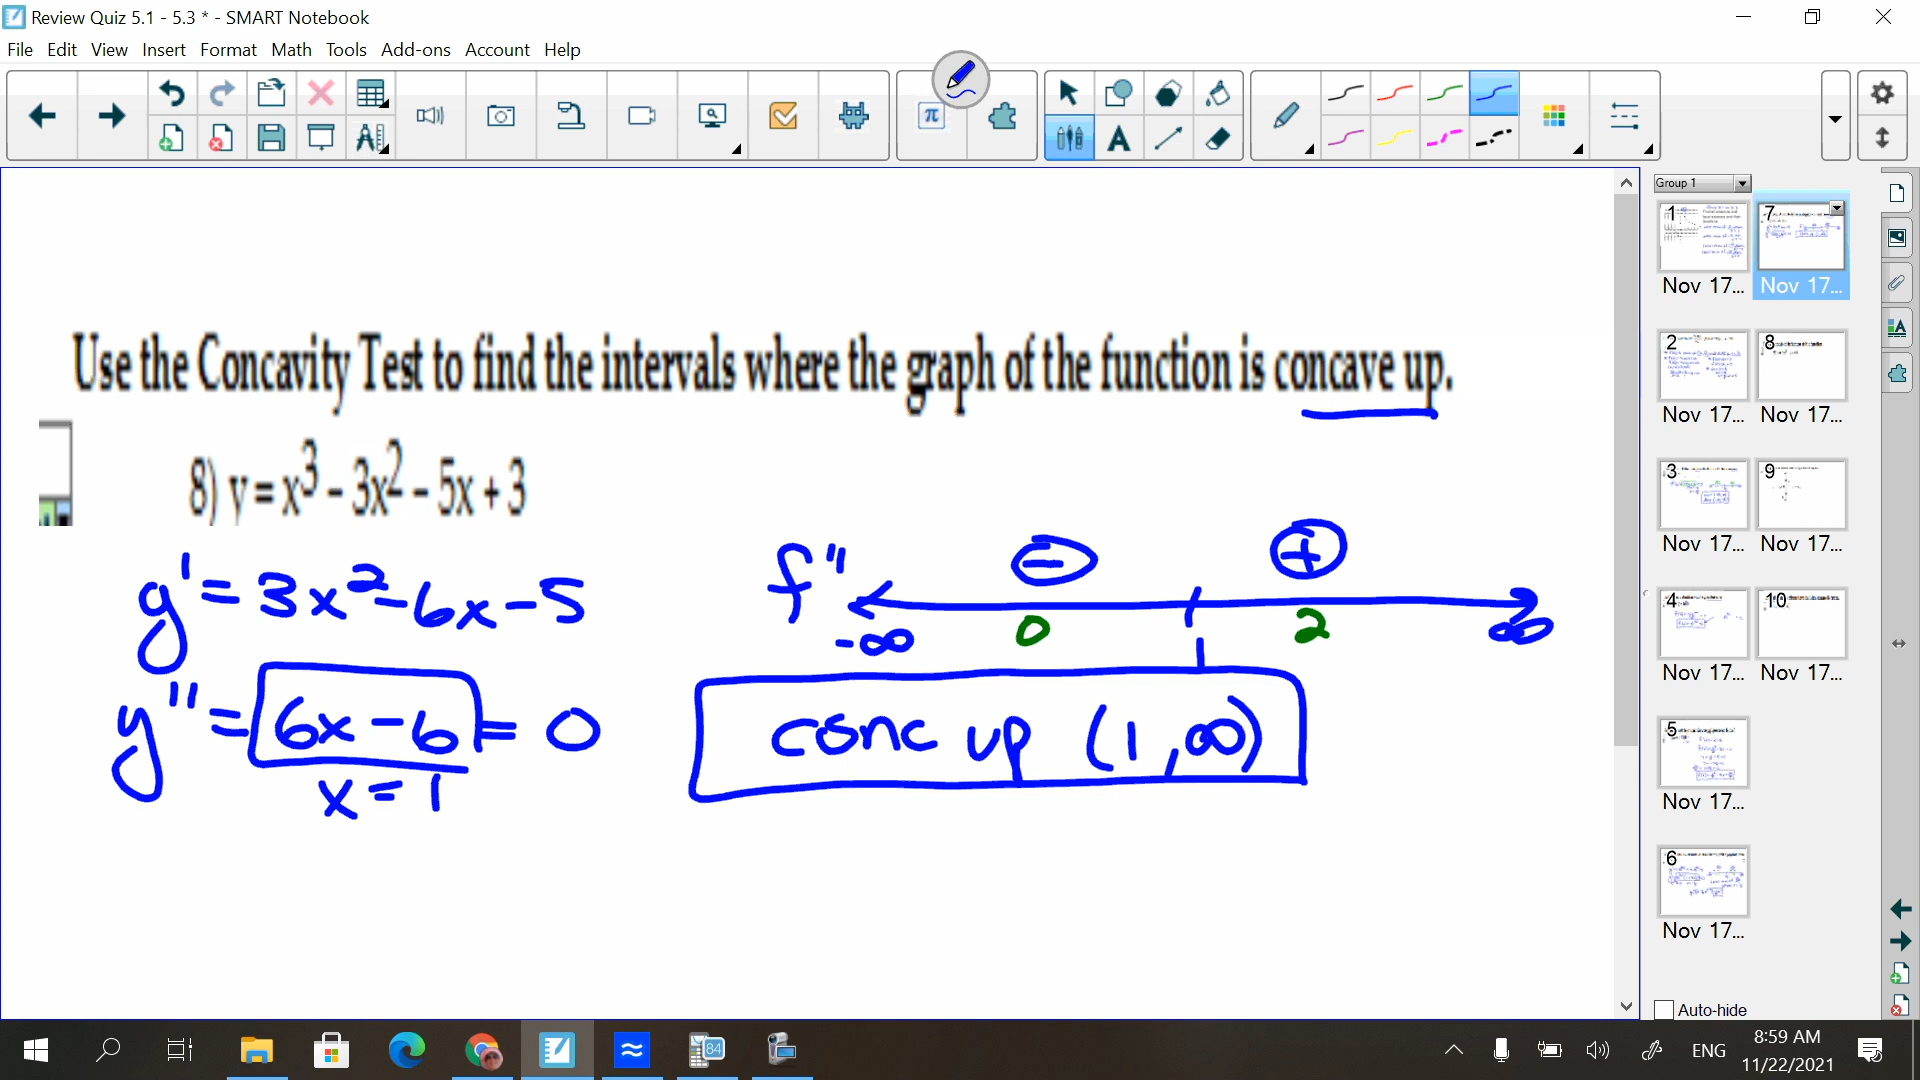 Review Quiz 5.1 - 5.3 * - SMART Notebook
File Edit View Insert Format Math Tools Add-ons Account Help
π
A
Group 1
Use the Concavity Test to find the intervals where the graph of the function is concave up.
8) y = x³ - 3x² - 5x + 3
y' = 3x² - 6x - 5
y'' = 6x - 6 = 0
x = 1
f''
-
+
-∞ 0 1 2 ∞
conc up (1, ∞)
1 7
Nov 17... Nov 17...
2 8
Nov 17... Nov 17...
3 9
Nov 17... Nov 17...
4 10
Nov 17... Nov 17...
5
Nov 17...
6
Nov 17...
Auto-hide
84
ENG
8:59 AM
11/22/2021